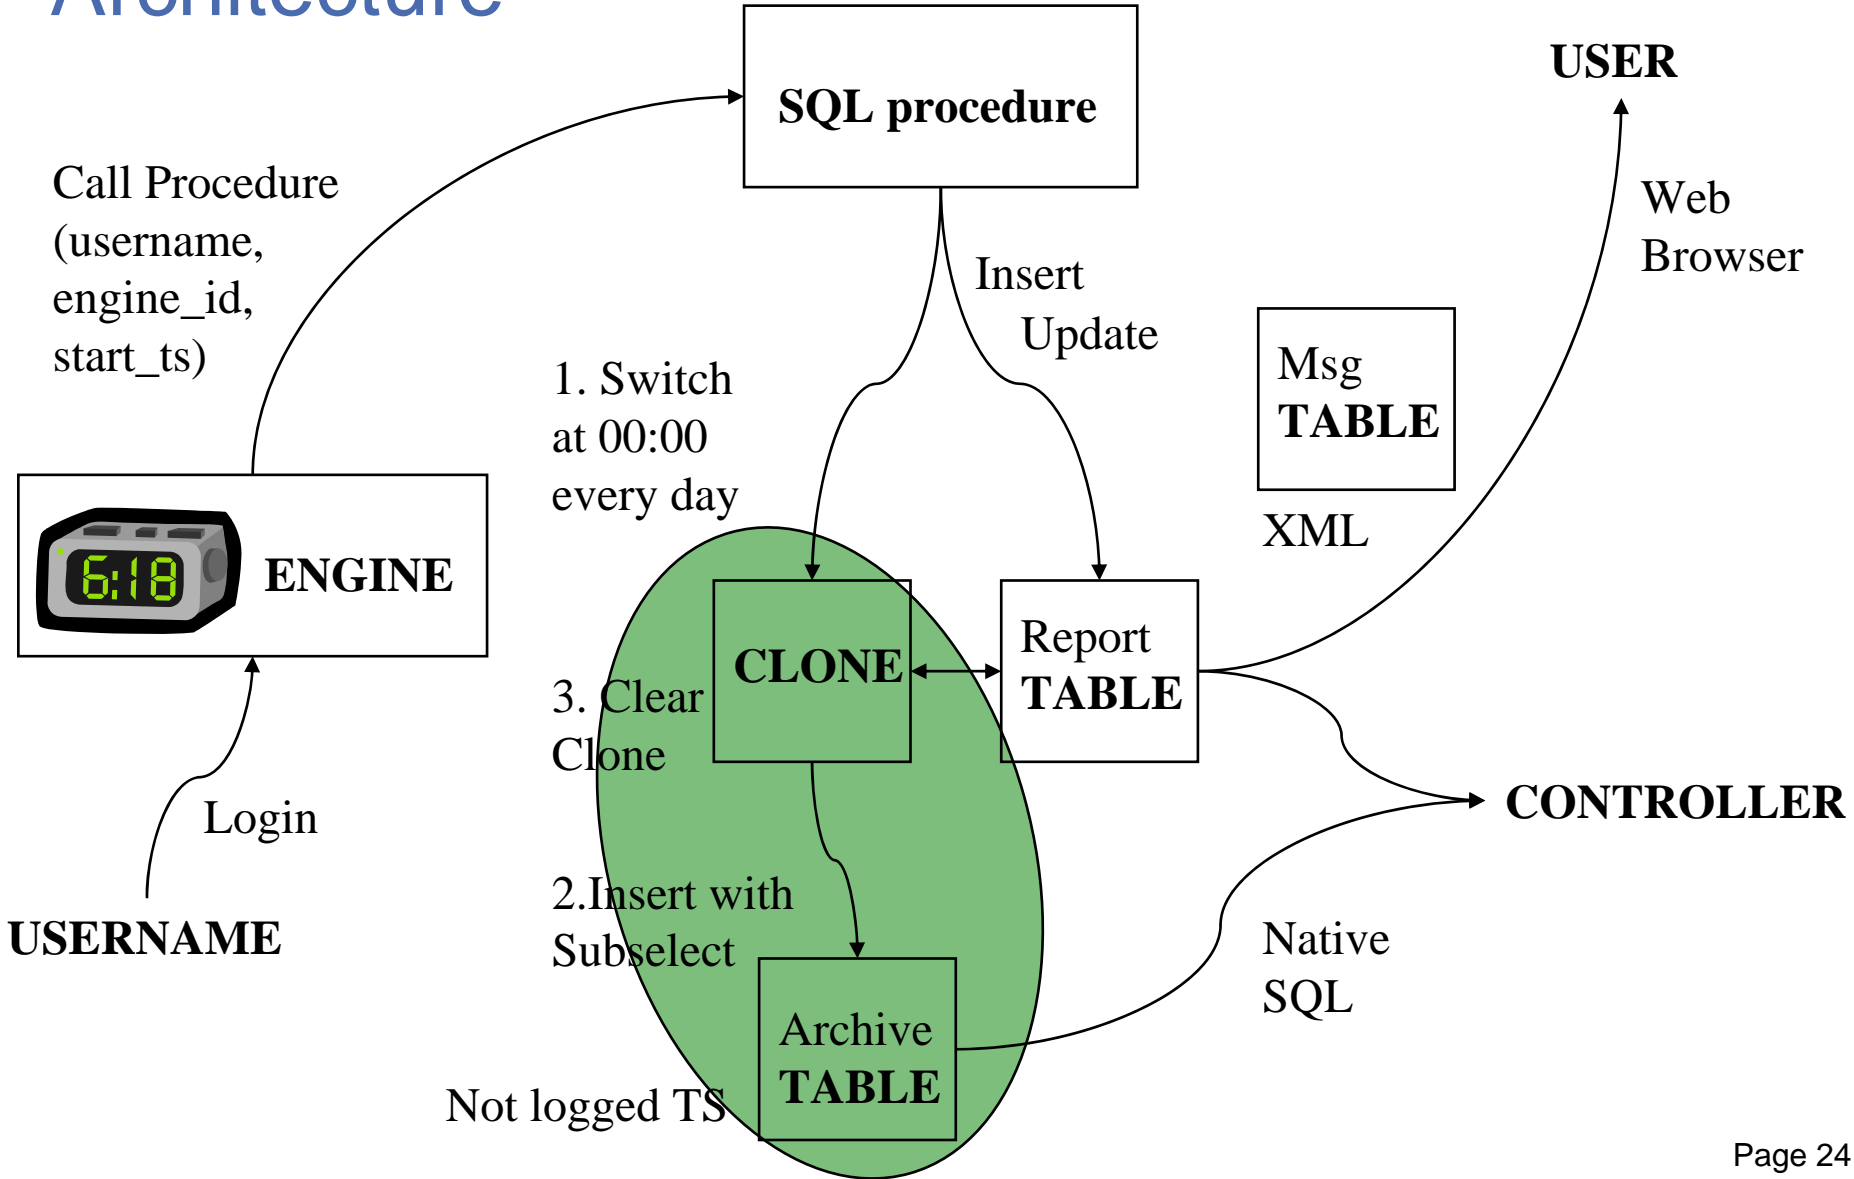 Architecture
SQL procedure
USER
Call Procedure
(username,
engine_id,
start_ts)
Web
Browser
Insert
Update
Msg
TABLE
XML
1. Switch
at 00:00
every day
6:18
ENGINE
CLONE
Report
TABLE
3. Clear
Clone
Login
CONTROLLER
2.Insert with
Subselect
USERNAME
Native
SQL
Archive
TABLE
Not logged TS
Page 24